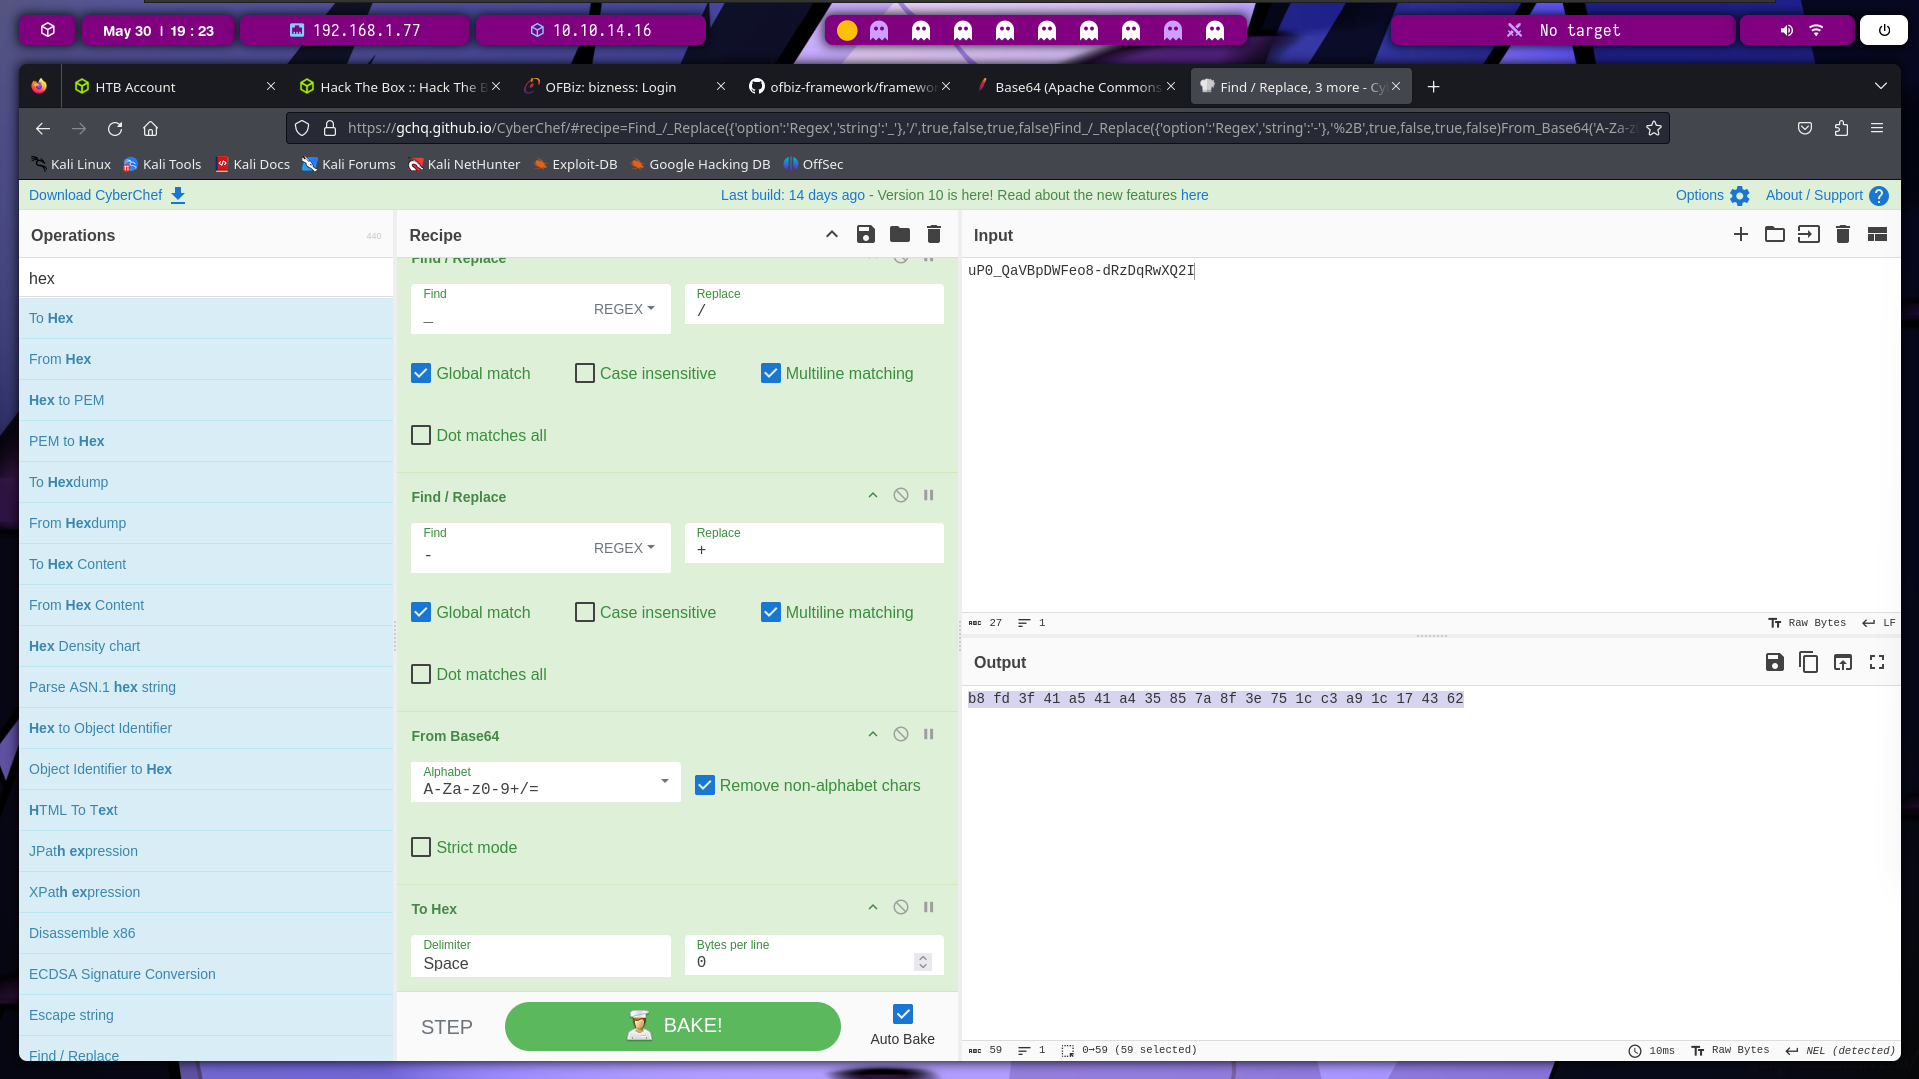 May 30 | 19 : 23
192.168.1.77
10.10.14.16
No target
HTB Account
Hack The Box :: Hack The B
OFBiz: bizness: Login
ofbiz-framework/framewor
Base64 (Apache Commons
Find / Replace, 3 more - Cy
https://gchq.github.io/CyberChef/#recipe=Find_/_Replace({'option':'Regex','string':'_'},'/',true,false,true,false)Find_/_Replace({'option':'Regex','string':'-'},'%2B',true,false,true,false)From_Base64('A-Za-z
Kali Linux
Kali Tools
Kali Docs
Kali Forums
Kali NetHunter
Exploit-DB
Google Hacking DB
OffSec
Download CyberChef
Last build: 14 days ago - Version 10 is here! Read about the new features here
Options
About / Support
Operations
440
hex
To Hex
From Hex
Hex to PEM
PEM to Hex
To Hexdump
From Hexdump
To Hex Content
From Hex Content
Hex Density chart
Parse ASN.1 hex string
Hex to Object Identifier
Object Identifier to Hex
HTML To Text
JPath expression
XPath expression
Disassemble x86
ECDSA Signature Conversion
Escape string
Find / Replace
Recipe
Find / Replace
Find
_
REGEX
Replace
/
Global match
Case insensitive
Multiline matching
Dot matches all
Find / Replace
Find
-
REGEX
Replace
+
Global match
Case insensitive
Multiline matching
Dot matches all
From Base64
Alphabet
A-Za-z0-9+/=
Remove non-alphabet chars
Strict mode
To Hex
Delimiter
Space
Bytes per line
0
STEP
BAKE!
Auto Bake
Input
uP0_QaVBpDWFeo8-dRzDqRwXQ2I
ABC 27
1
Raw Bytes
LF
Output
b8 fd 3f 41 a5 41 a4 35 85 7a 8f 3e 75 1c c3 a9 1c 17 43 62
ABC 59
1
0→59 (59 selected)
10ms
Raw Bytes
NEL (detected)